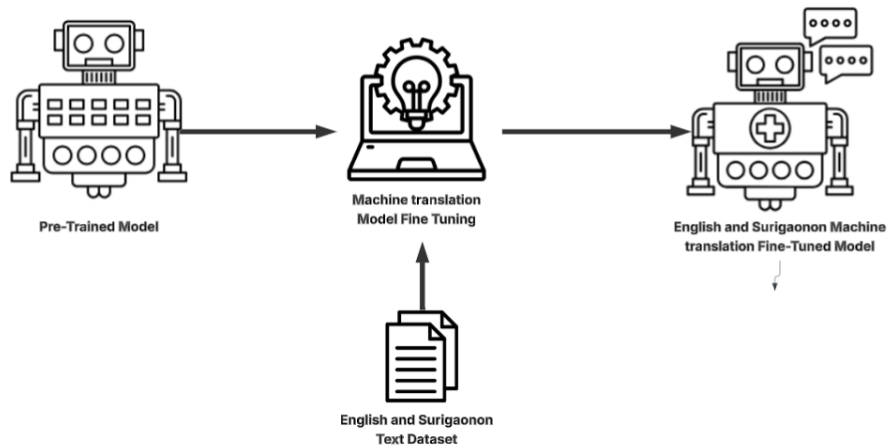 Pre-Trained Model
Machine translation
Model Fine Tuning
English and Surigaonon Machine
translation Fine-Tuned Model
English and Surigaonon
Text Dataset